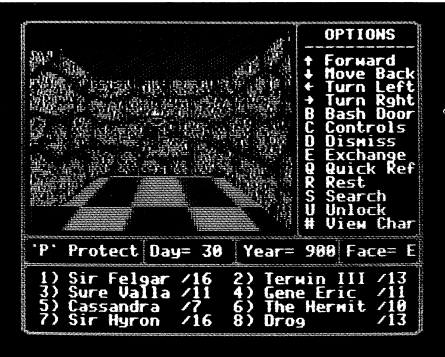 OPTIONS
↑ Forward
↓ Move Back
← Turn Left
→ Turn Rght
B Bash Door
C Controls
D Dismiss
E Exchange
Q Quick Ref
R Rest
S Search
U Unlock
# View Char
'P' Protect Day= 30 Year= 900 Face= E
1) Sir Felgar /16 2) Terwin III /13
3) Sure Valla /11 4) Gene Eric /11
5) Cassandra /7 6) The Hermit /10
7) Sir Hyron /16 8) Drog /13